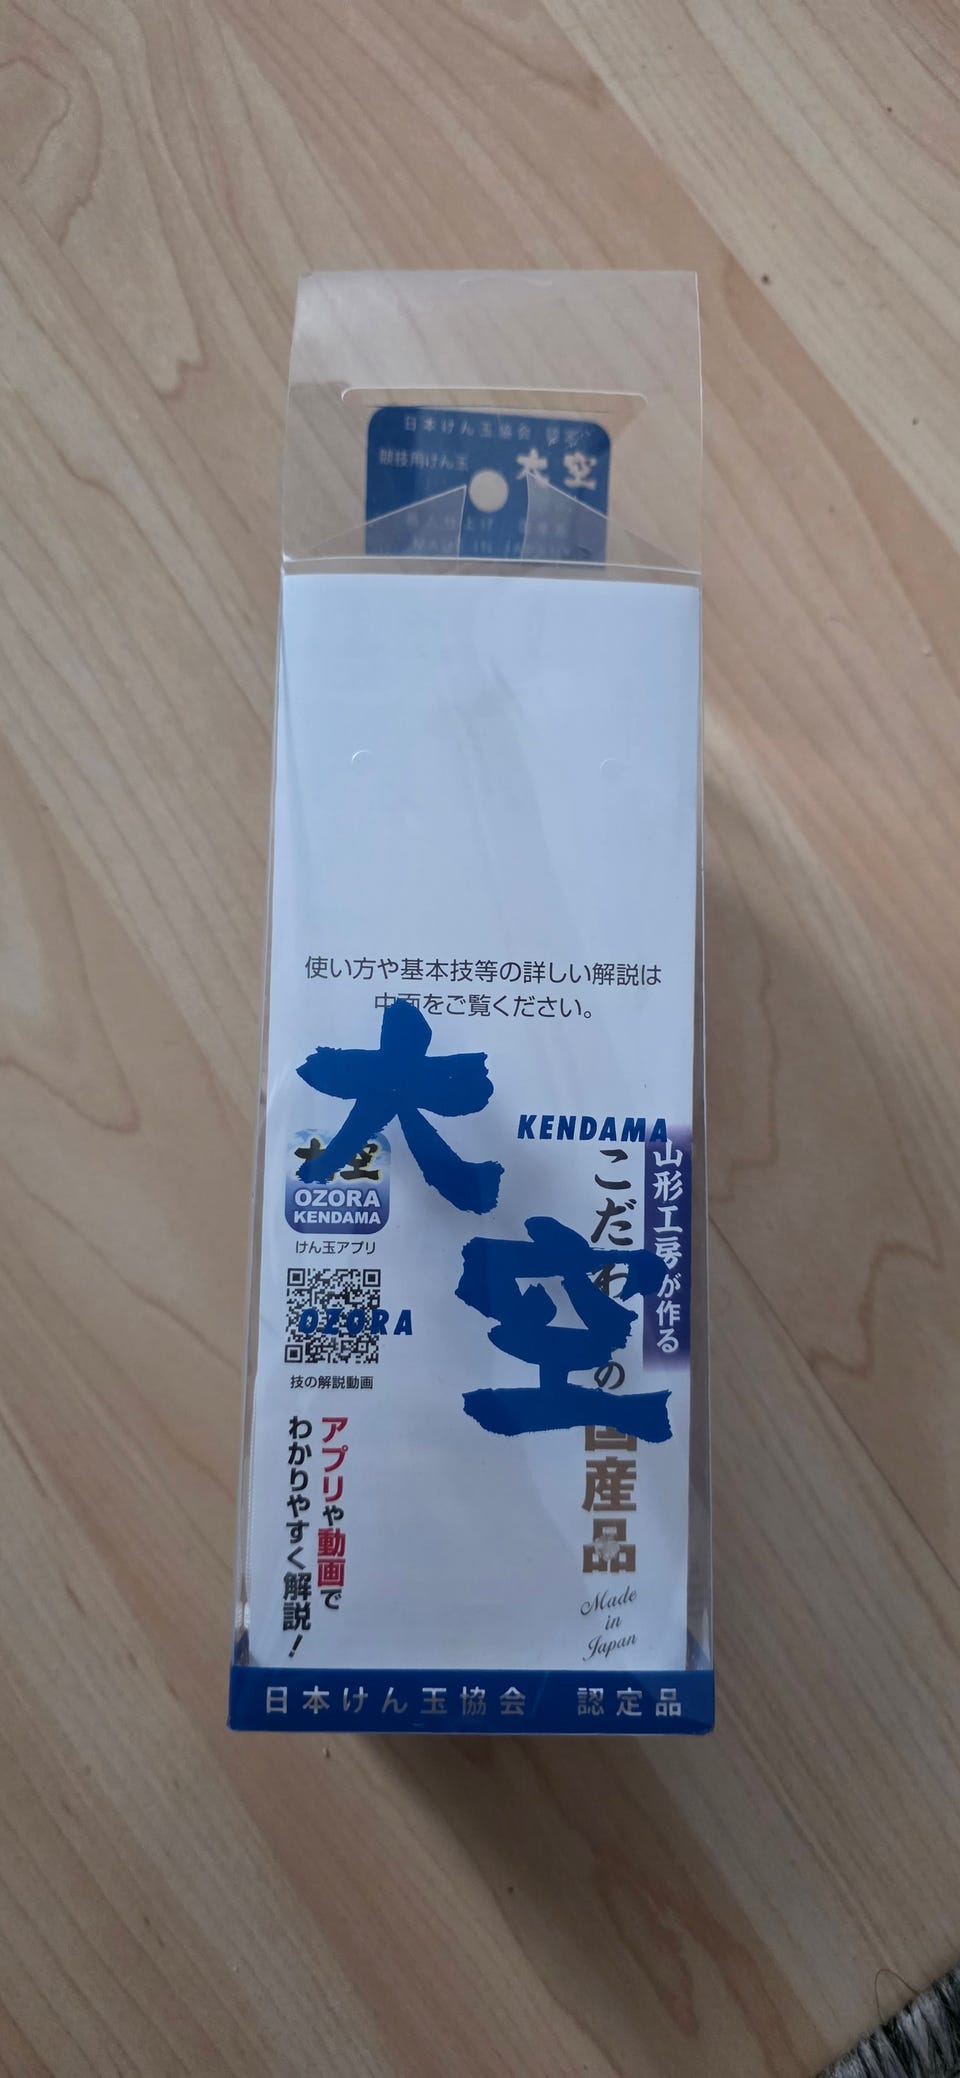 日本けん玉協会 認定
競技用けん玉
大空
MADE IN JAPAN
使い方や基本技等の詳しい解説は
中面をご覧ください。
大空
KENDAMA
OZORA
山形工房が作る
こだわりの
国産品
Made
in
Japan
大空
OZORA
KENDAMA
けん玉アプリ
技の解説動画
アプリや動画で
わかりやすく解説！
日本けん玉協会 認定品